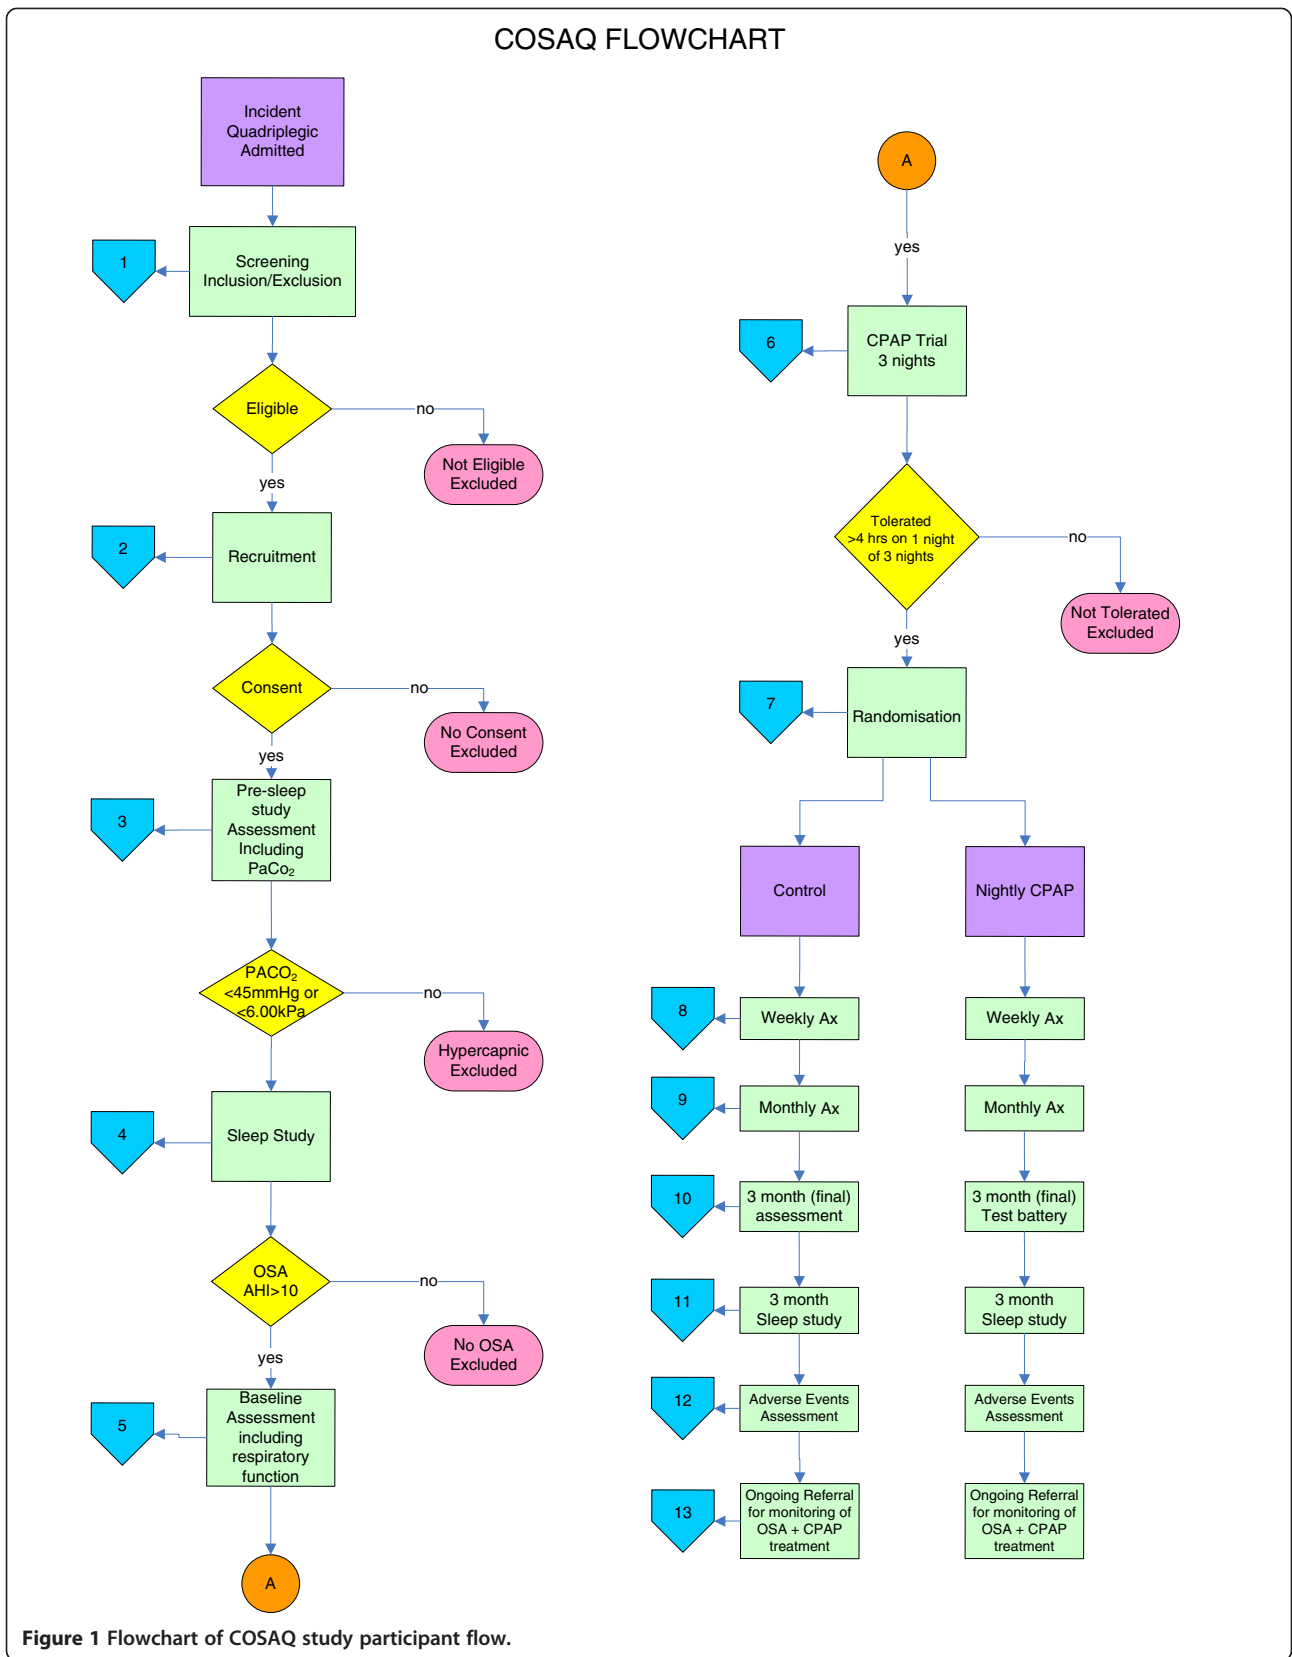 COSAQ FLOWCHART
Incident
Quadriplegic
Admitted
1
Screening
Inclusion/Exclusion
Eligible
no
Not Eligible
Excluded
yes
2
Recruitment
Consent
no
No Consent
Excluded
yes
3
Pre-sleep
study
Assessment
Including
PaCo₂
PACO₂
<45mmHg or
<6.00kPa
no
Hypercapnic
Excluded
4
Sleep Study
OSA
AHI>10
no
No OSA
Excluded
yes
5
Baseline
Assessment
including
respiratory
function
A
A
yes
6
CPAP Trial
3 nights
Tolerated
>4 hrs on 1 night
of 3 nights
no
Not Tolerated
Excluded
yes
7
Randomisation
Control
Nightly CPAP
8
Weekly Ax
Weekly Ax
9
Monthly Ax
Monthly Ax
10
3 month (final)
assessment
3 month (final)
Test battery
11
3 month
Sleep study
3 month
Sleep study
12
Adverse Events
Assessment
Adverse Events
Assessment
13
Ongoing Referral
for monitoring of
OSA + CPAP
treatment
Ongoing Referral
for monitoring of
OSA + CPAP
treatment
Figure 1 Flowchart of COSAQ study participant flow.